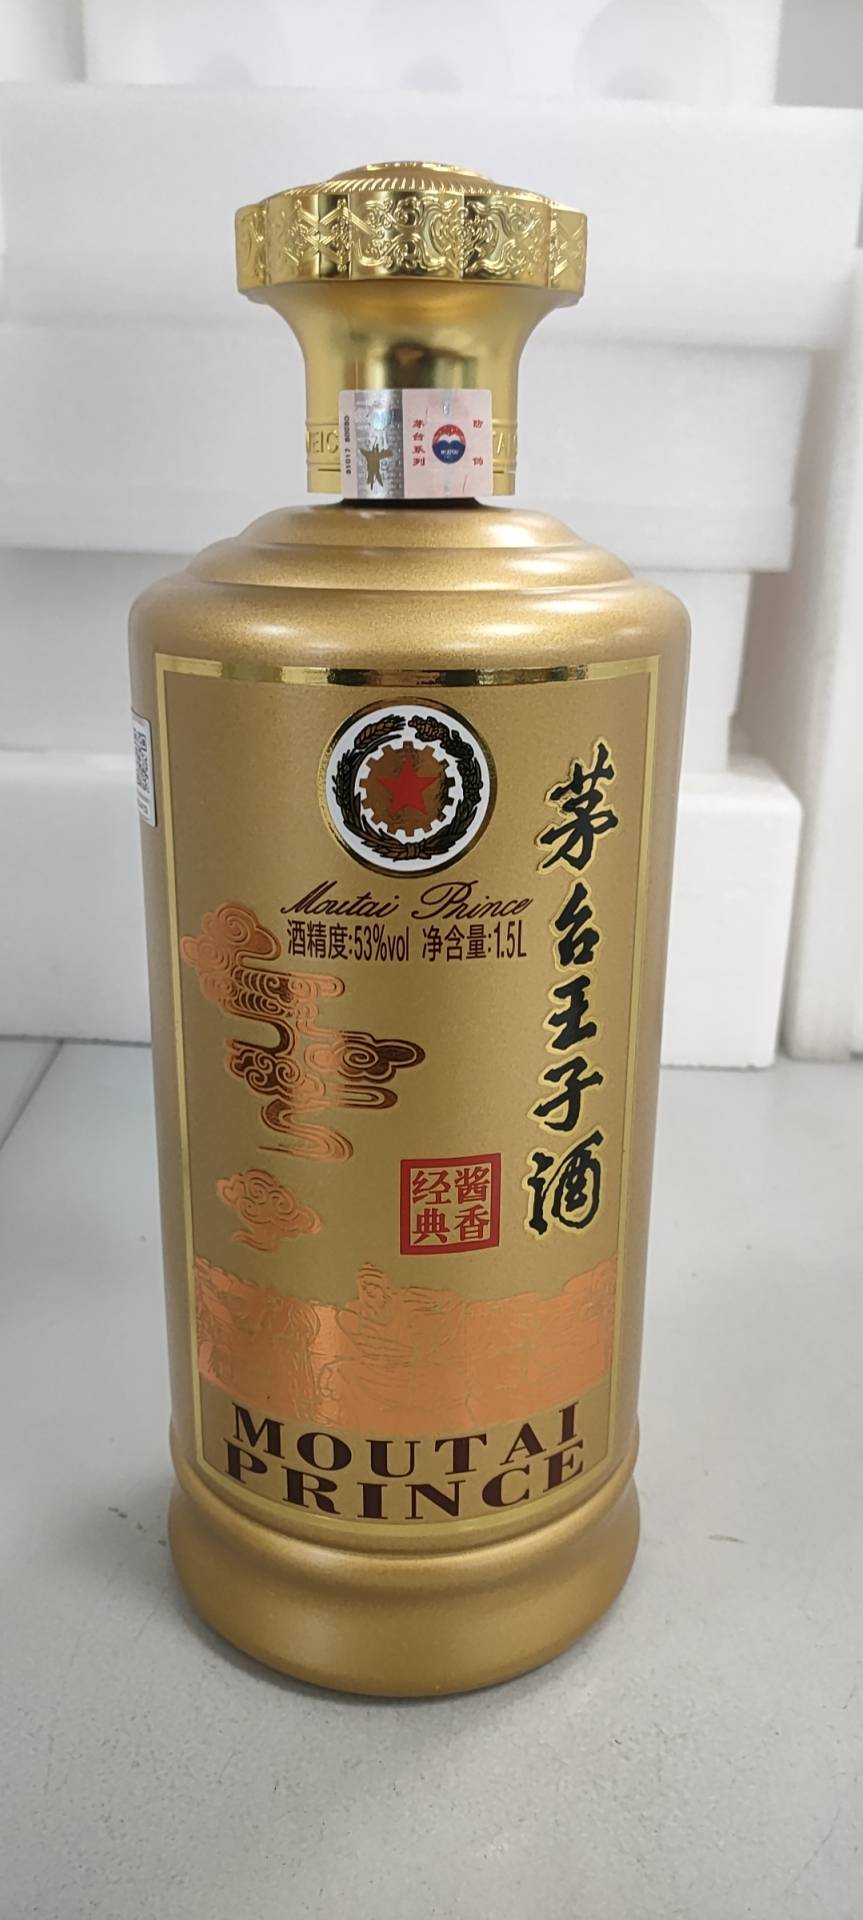 茅台系列
防伪
Moutai Prince
酒精度:53%vol 净含量:1.5L
茅台王子酒
酱香
经典
MOUTAI
PRINCE